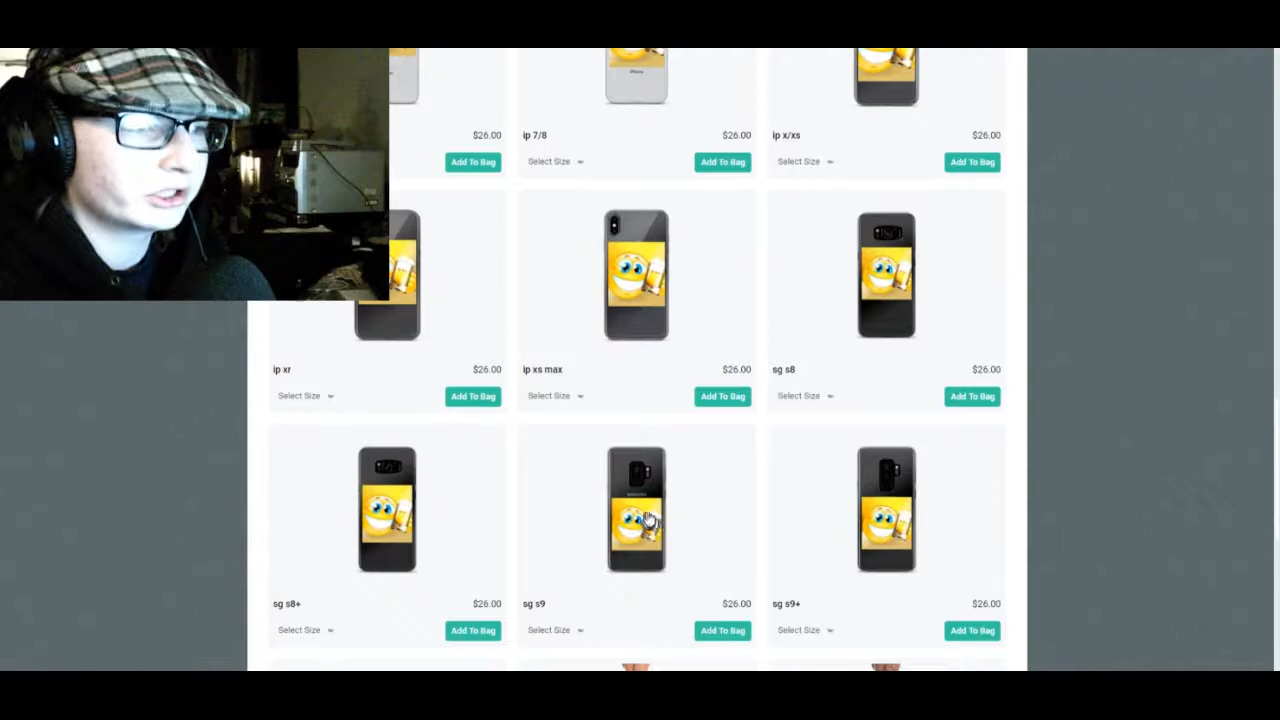 iPhone
ip 7/8 $26.00
ip x/xs $26.00
$26.00
Add To Bag
Select Size Add To Bag
Select Size Add To Bag
ip xr $26.00
ip xs max $26.00
sg s8 $26.00
Select Size Add To Bag
Select Size Add To Bag
Select Size Add To Bag
SAMSUNG
sg s8+ $26.00
sg s9 $26.00
sg s9+ $26.00
Select Size Add To Bag
Select Size Add To Bag
Select Size Add To Bag